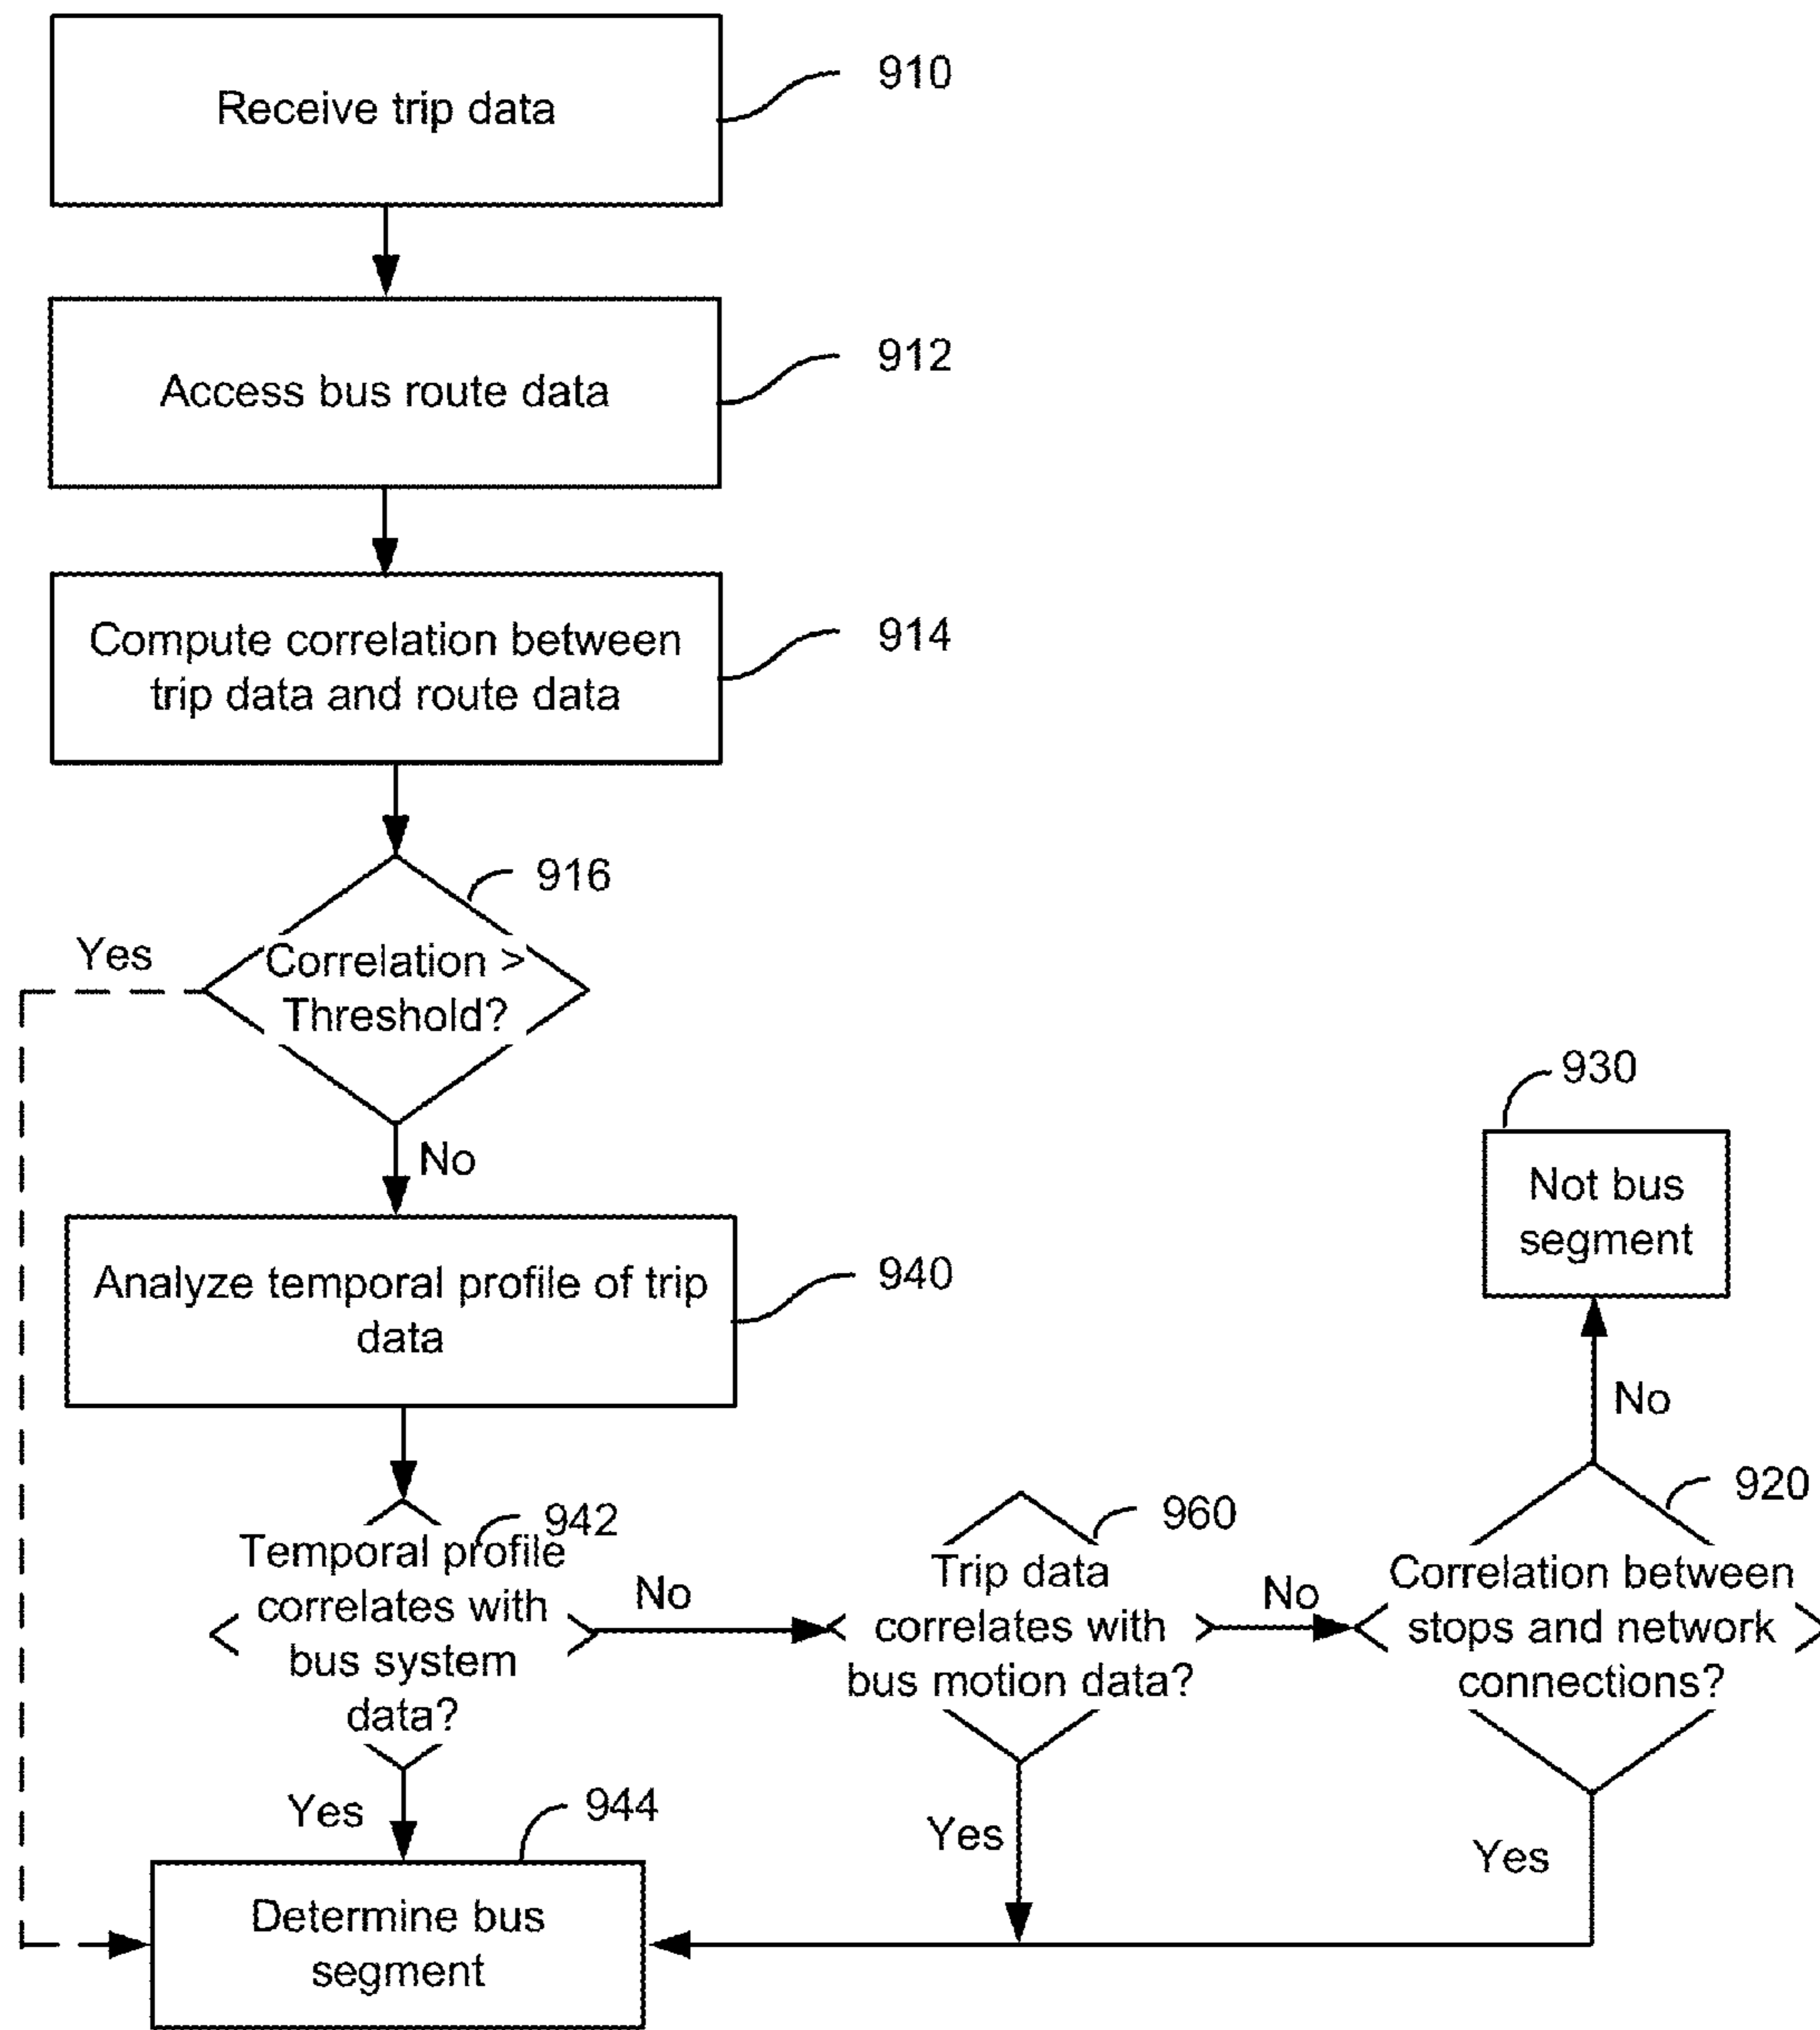 Receive trip data
910
Access bus route data
912
Compute correlation between
trip data and route data
914
916
Correlation >
Threshold?
Yes
No
Analyze temporal profile of trip
data
940
942
Temporal profile
correlates with
bus system
data?
No
Yes
960
Trip data
correlates with
bus motion data?
No
Yes
920
Correlation between
stops and network
connections?
No
Yes
930
Not bus
segment
944
Determine bus
segment